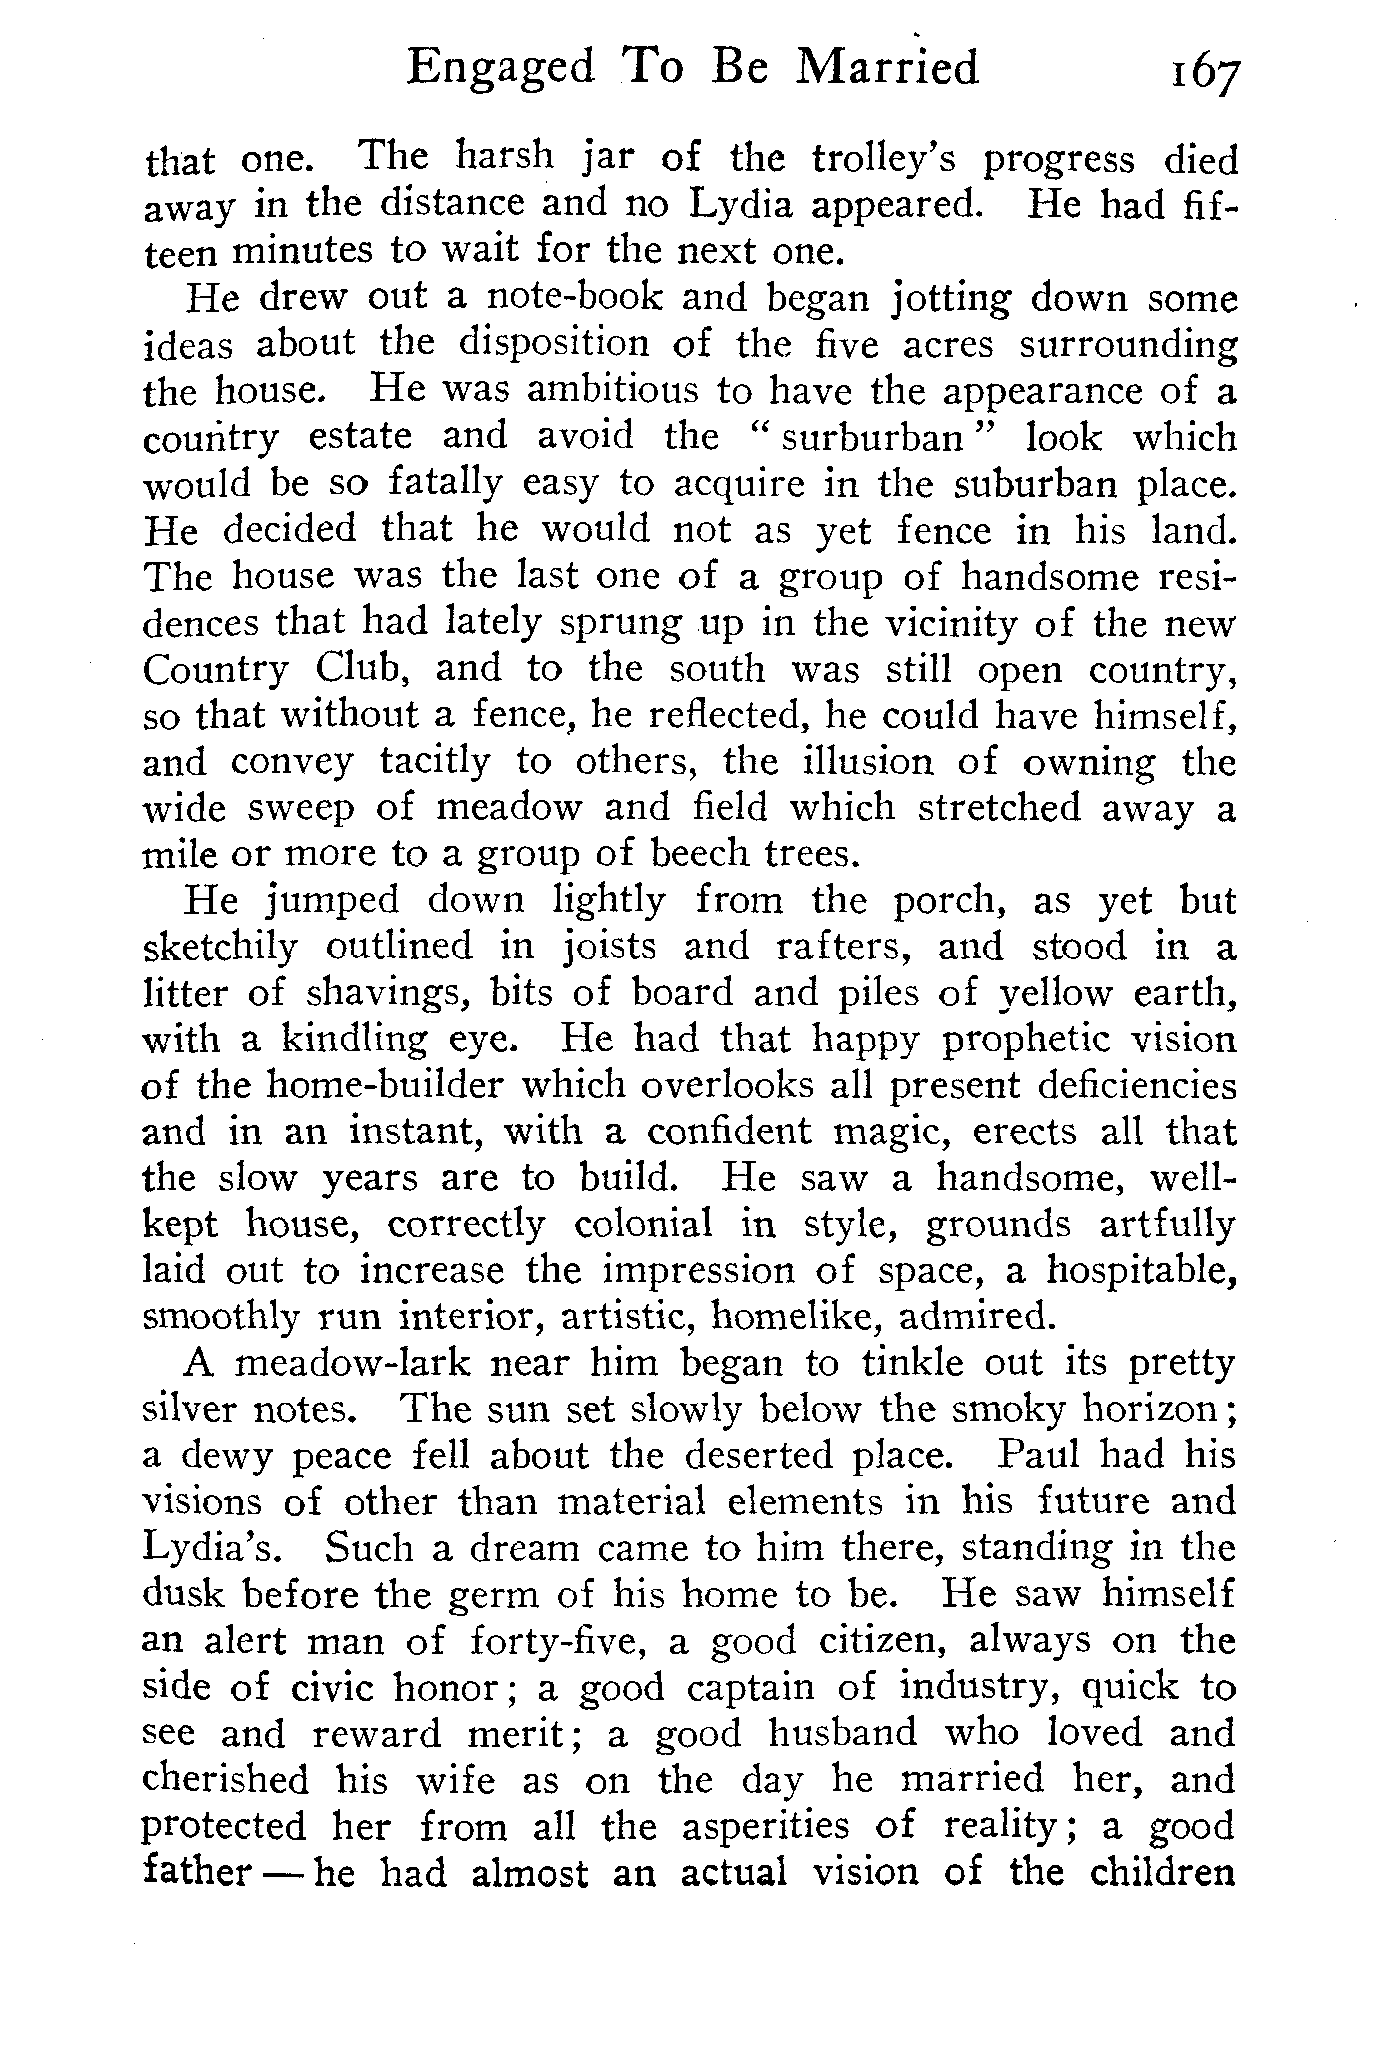 Engaged To Be Married 167
that one. The harsh jar of the trolley's progress died
away in the distance and no Lydia appeared. He had fif-
teen minutes to wait for the next one.
He drew out a note-book and began jotting down some
ideas about the disposition of the five acres surrounding
the house. He was ambitious to have the appearance of a
country estate and avoid the " surburban " look which
would be so fatally easy to acquire in the suburban place.
He decided that he would not as yet fence in his land.
The house was the last one of a group of handsome resi-
dences that had lately sprung up in the vicinity of the new
Country Club, and to the south was still open country,
so that without a fence, he reflected, he could have himself,
and convey tacitly to others, the illusion of owning the
wide sweep of meadow and field which stretched away a
mile or more to a group of beech trees.
He jumped down lightly from the porch, as yet but
sketchily outlined in joists and rafters, and stood in a
litter of shavings, bits of board and piles of yellow earth,
with a kindling eye. He had that happy prophetic vision
of the home-builder which overlooks all present deficiencies
and in an instant, with a confident magic, erects all that
the slow years are to build. He saw a handsome, well-
kept house, correctly colonial in style, grounds artfully
laid out to increase the impression of space, a hospitable,
smoothly run interior, artistic, homelike, admired.
A meadow-lark near him began to tinkle out its pretty
silver notes. The sun set slowly below the smoky horizon;
a dewy peace fell about the deserted place. Paul had his
visions of other than material elements in his future and
Lydia's. Such a dream came to him there, standing in the
dusk before the germ of his home to be. He saw himself
an alert man of forty-five, a good citizen, always on the
side of civic honor; a good captain of industry, quick to
see and reward merit; a good husband who loved and
cherished his wife as on the day he married her, and
protected her from all the asperities of reality; a good
father — he had almost an actual vision of the children